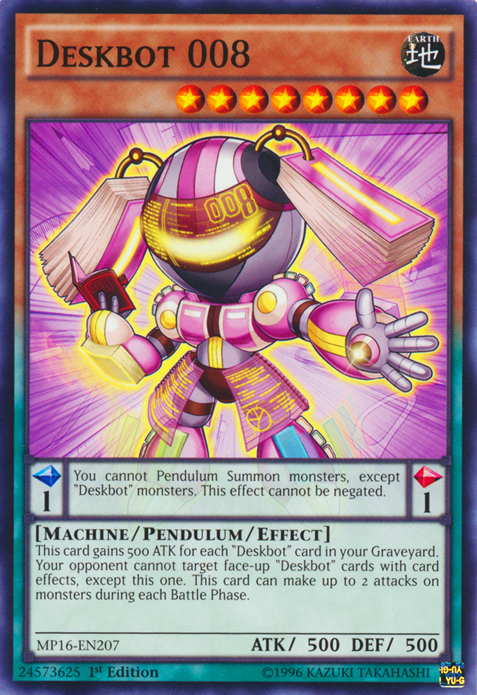 DESKBOT 008
EARTH
地
008
You cannot Pendulum Summon monsters, except
"Deskbot" monsters. This effect cannot be negated.
1
1
[MACHINE/PENDULUM/EFFECT]
This card gains 500 ATK for each "Deskbot" card in your Graveyard.
Your opponent cannot target face-up "Deskbot" cards with card
effects, except this one. This card can make up to 2 attacks on
monsters during each Battle Phase.
MP16-EN207
ATK/ 500 DEF/ 500
24573625 1st Edition
©1996 KAZUKI TAKAHASHI